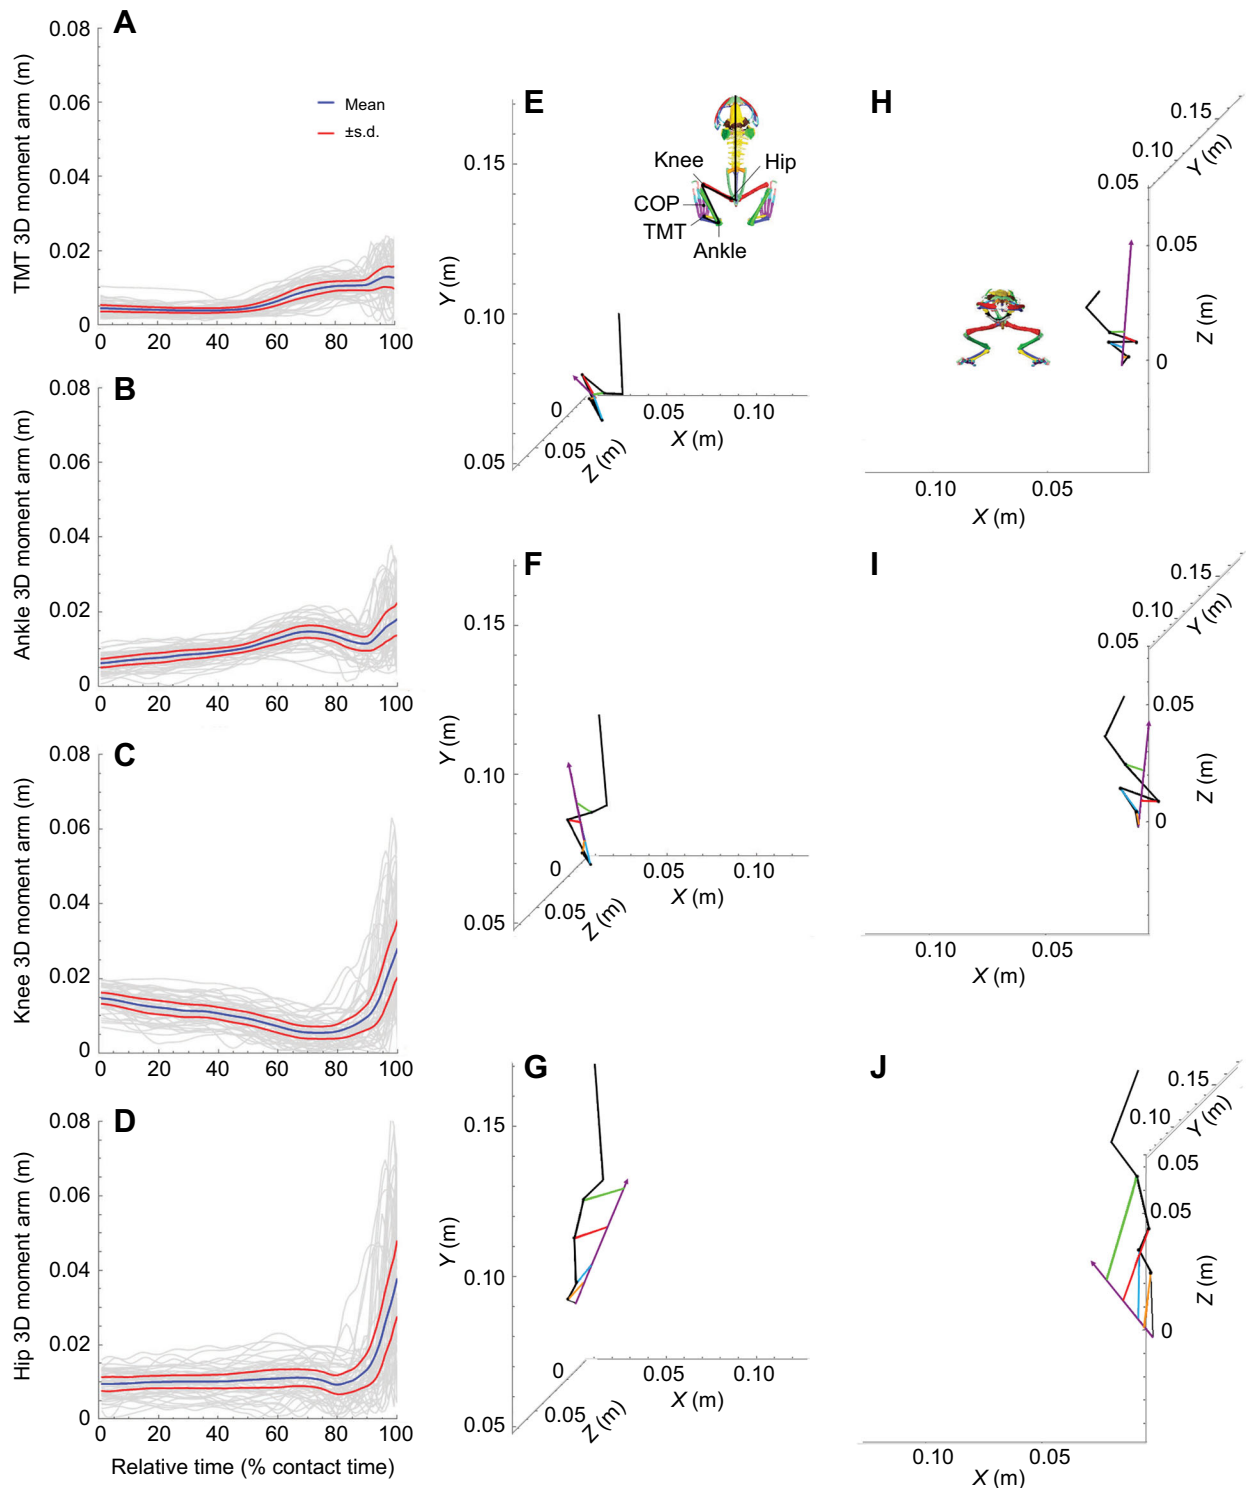 A
TMT 3D moment arm (m)
0.08
0.06
0.04
0.02
0
0 20 40 60 80 100
Mean
±s.d.
B
Ankle 3D moment arm (m)
0.08
0.06
0.04
0.02
0
0 20 40 60 80 100
C
Knee 3D moment arm (m)
0.08
0.06
0.04
0.02
0
0 20 40 60 80 100
D
Hip 3D moment arm (m)
0.08
0.06
0.04
0.02
0
0 20 40 60 80 100
Relative time (% contact time)
E
Knee
Hip
COP
TMT
Ankle
Y (m)
0.15
0.10
0.05
0
0.05
Z (m)
0.05 0.10
X (m)
F
Y (m)
0.15
0.10
0.05
0
0.05
Z (m)
0.05 0.10
X (m)
G
Y (m)
0.15
0.10
0.05
0
0.05
Z (m)
0.05 0.10
X (m)
H
0.15
0.10
0.05
Y (m)
0.05
0
Z (m)
0.10 0.05
X (m)
I
0.15
0.10
0.05
Y (m)
0.05
0
Z (m)
0.10 0.05
X (m)
J
0.15
0.10
0.05
Y (m)
0.05
0
Z (m)
0.10 0.05
X (m)